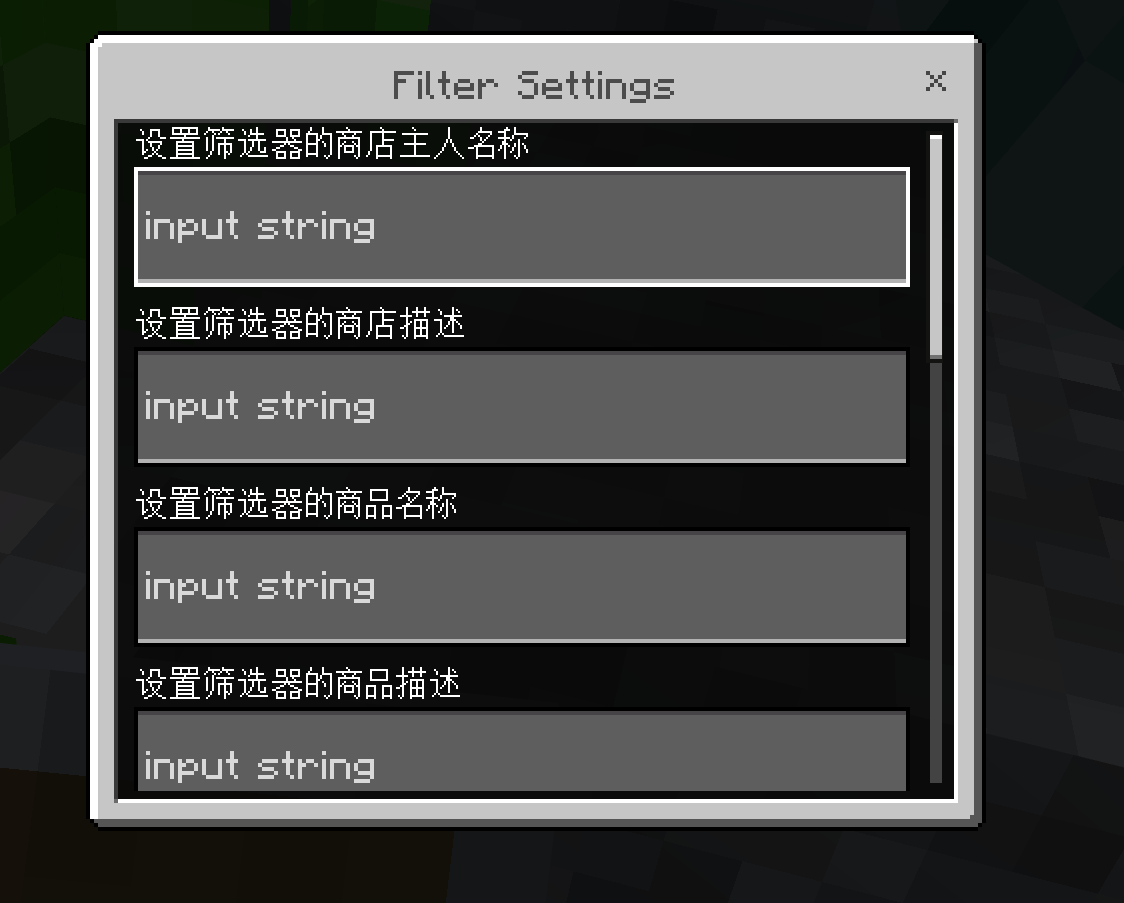 Filter Settings
设置筛选器的商店主人名称
input string
设置筛选器的商店描述
input string
设置筛选器的商品名称
input string
设置筛选器的商品描述
input string